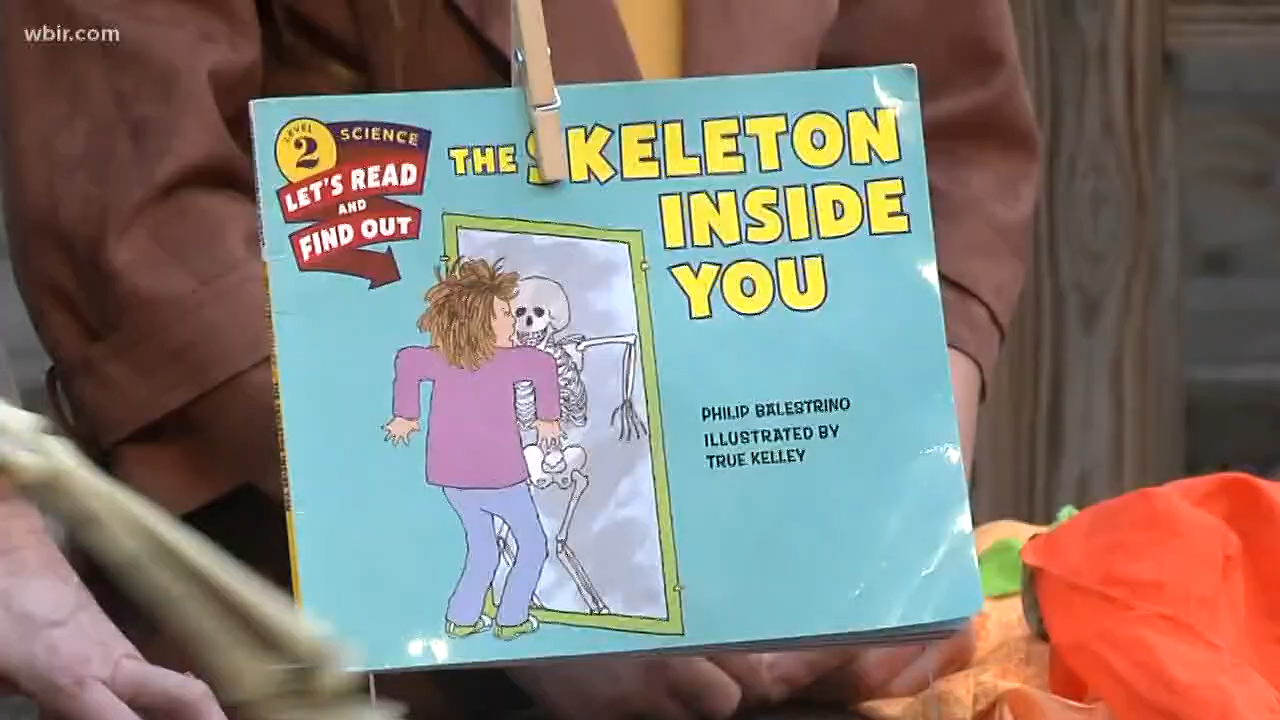 wbir.com
LEVEL
2
SCIENCE
LET'S READ
AND
FIND OUT
THE SKELETON
INSIDE
YOU
PHILIP BALESTRINO
ILLUSTRATED BY
TRUE KELLEY